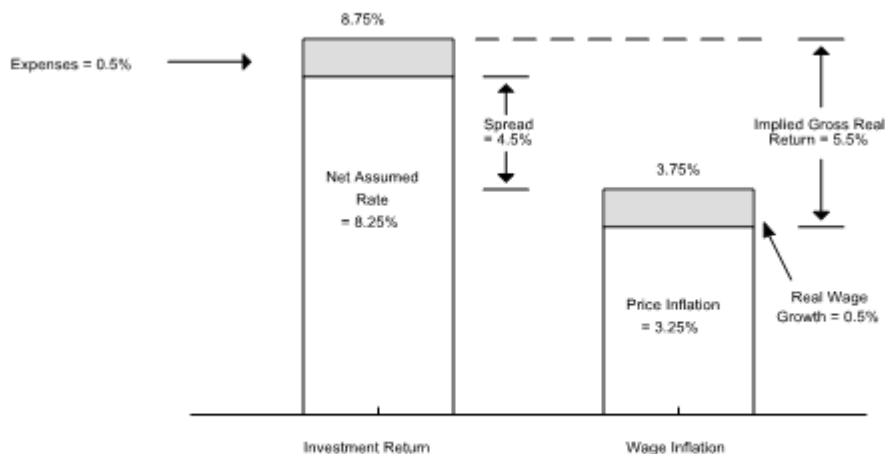 8.75%
Expenses = 0.5%
Spread
= 4.5%
Implied Gross Real
Return = 5.5%
3.75%
Net Assumed
Rate
= 8.25%
Price Inflation
= 3.25%
Real Wage
Growth = 0.5%
Investment Return
Wage Inflation